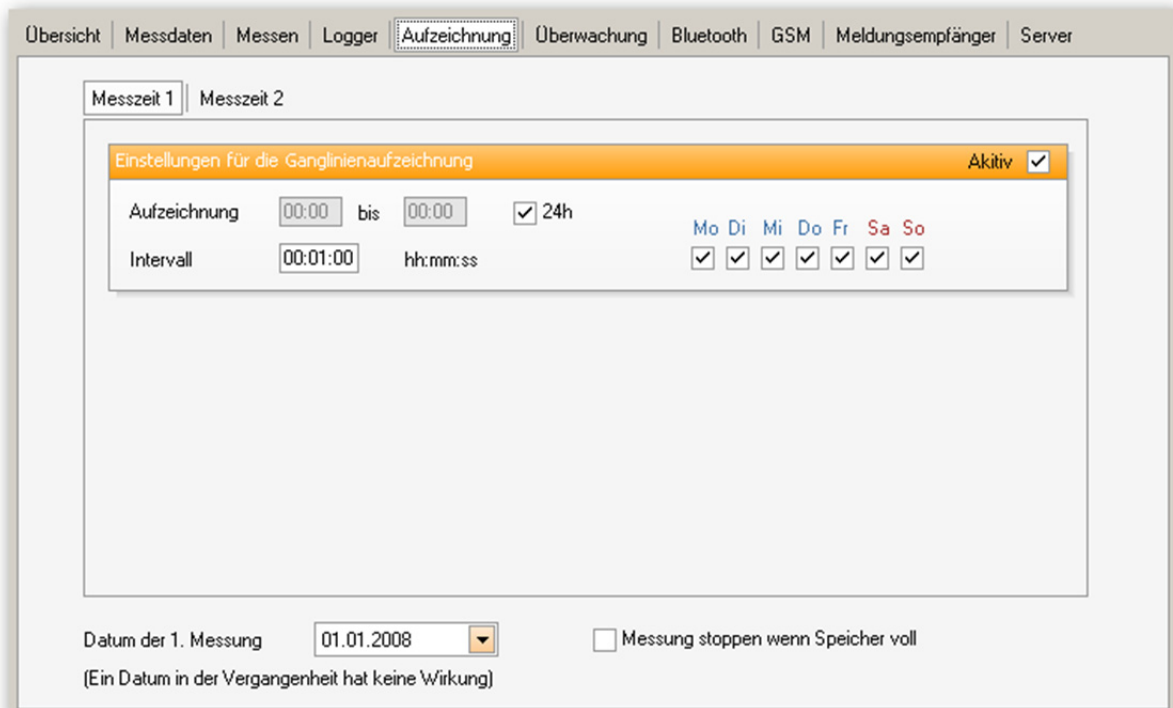 Übersicht Messdaten Messen Logger Aufzeichnung Überwachung Bluetooth GSM Meldungsempfänger Server
Messzeit 1 Messzeit 2
Einstellungen für die Ganglinienaufzeichnung Akitiv
Aufzeichnung 00:00 bis 00:00 24h
Mo Di Mi Do Fr Sa So
Intervall 00:01:00 hh:mm:ss
Datum der 1. Messung 01.01.2008 Messung stoppen wenn Speicher voll
(Ein Datum in der Vergangenheit hat keine Wirkung)